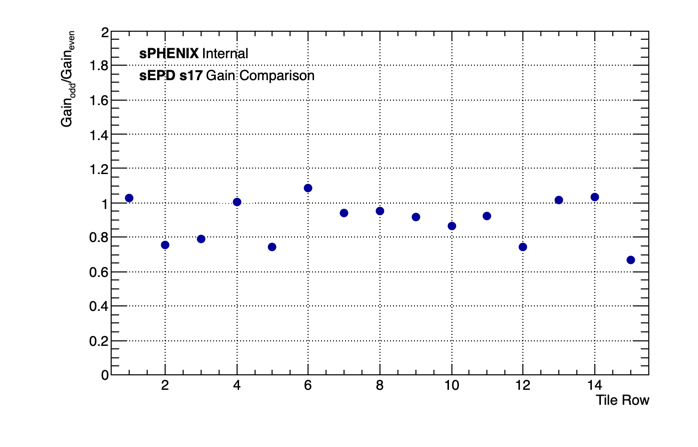 sPHENIX Internal
sEPD s17 Gain Comparison
Gain_odd/Gain_even
2
1.8
1.6
1.4
1.2
1
0.8
0.6
0.4
0.2
0
2 4 6 8 10 12 14
Tile Row